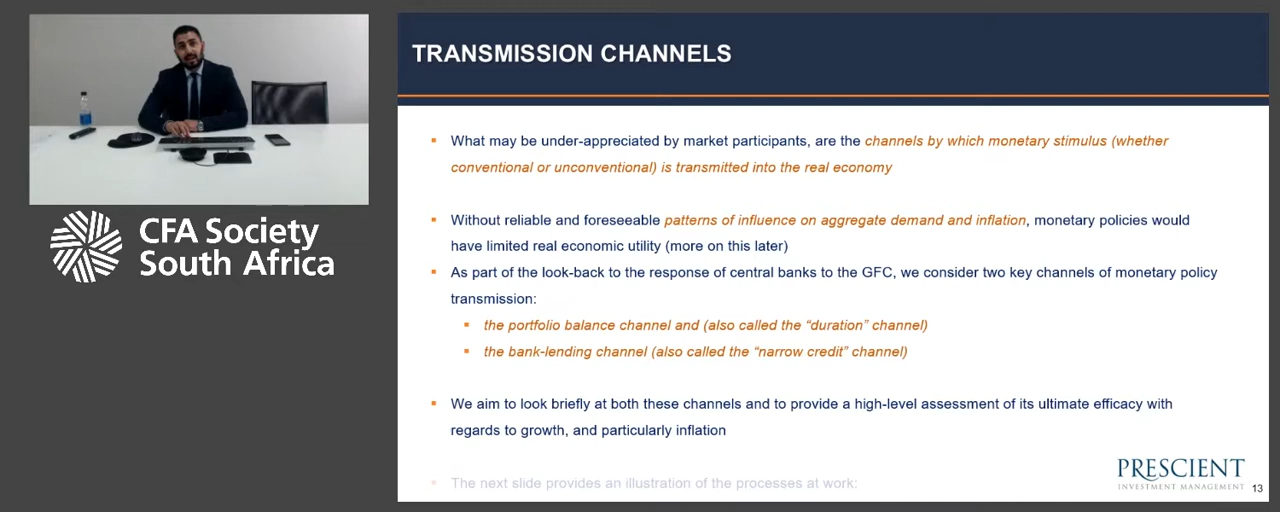 TRANSMISSION CHANNELS
What may be under-appreciated by market participants, are the channels by which monetary stimulus (whether
conventional or unconventional) is transmitted into the real economy
Without reliable and foreseeable patterns of influence on aggregate demand and inflation, monetary policies would
have limited real economic utility (more on this later)
As part of the look-back to the response of central banks to the GFC, we consider two key channels of monetary policy
transmission:
the portfolio balance channel and (also called the “duration” channel)
the bank-lending channel (also called the “narrow credit” channel)
We aim to look briefly at both these channels and to provide a high-level assessment of its ultimate efficacy with
regards to growth, and particularly inflation
The next slide provides an illustration of the processes at work:
CFA Society
South Africa
PRESCIENT
INVESTMENT MANAGEMENT
13